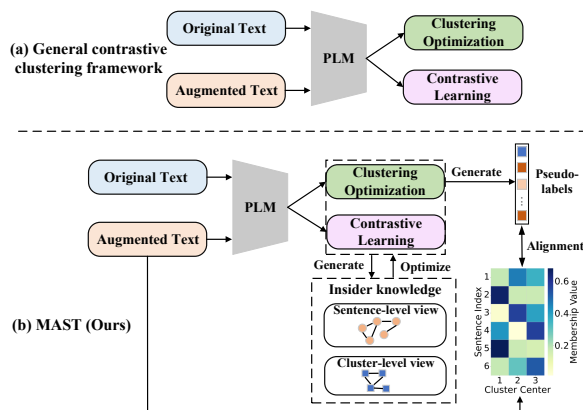 (a) General contrastive
clustering framework
Original Text
Augmented Text
PLM
Clustering
Optimization
Contrastive
Learning
(b) MAST (Ours)
Original Text
Augmented Text
PLM
Clustering
Optimization
Contrastive
Learning
Generate
Pseudo-
labels
Generate
Optimize
Alignment
Insider knowledge
Sentence-level view
Cluster-level view
Sentence Index
1
2
3
4
5
6
1 2 3
Cluster Center
0.6
0.4
0.2
Membership Value